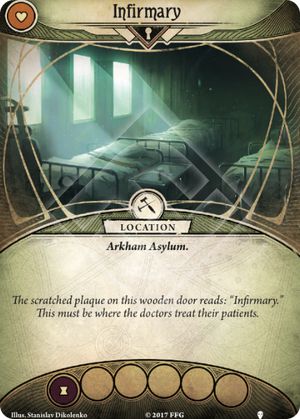 Infirmary
LOCATION
Arkham Asylum.
The scratched plaque on this wooden door reads: “Infirmary.”
This must be where the doctors treat their patients.
Illus. Stanislav Dikolenko
© 2017 FFG